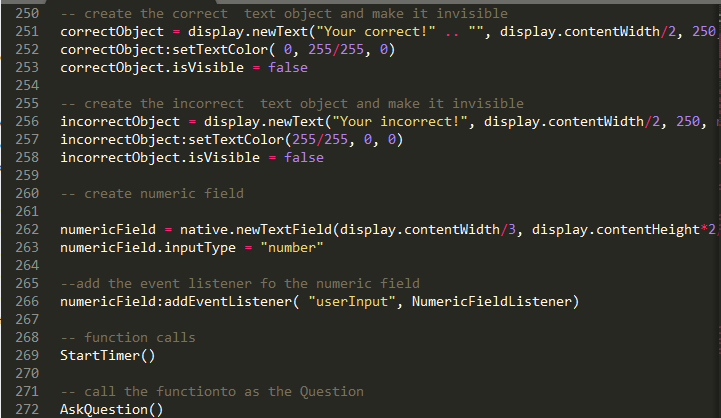 250 -- create the correct  text object and make it invisible
251 correctObject = display.newText("Your correct!" .. "", display.contentWidth/2, 250,
252 correctObject:setTextColor( 0, 255/255, 0)
253 correctObject.isVisible = false
254
255 -- create the incorrect  text object and make it invisible
256 incorrectObject = display.newText("Your incorrect!", display.contentWidth/2, 250,
257 incorrectObject:setTextColor(255/255, 0, 0)
258 incorrectObject.isVisible = false
259
260 -- create numeric field
261
262 numericField = native.newTextField(display.contentWidth/3, display.contentHeight*2
263 numericField.inputType = "number"
264
265 --add the event listener fo the numeric field
266 numericField:addEventListener( "userInput", NumericFieldListener)
267
268 -- function calls
269 StartTimer()
270
271 -- call the functionto as the Question
272 AskQuestion()